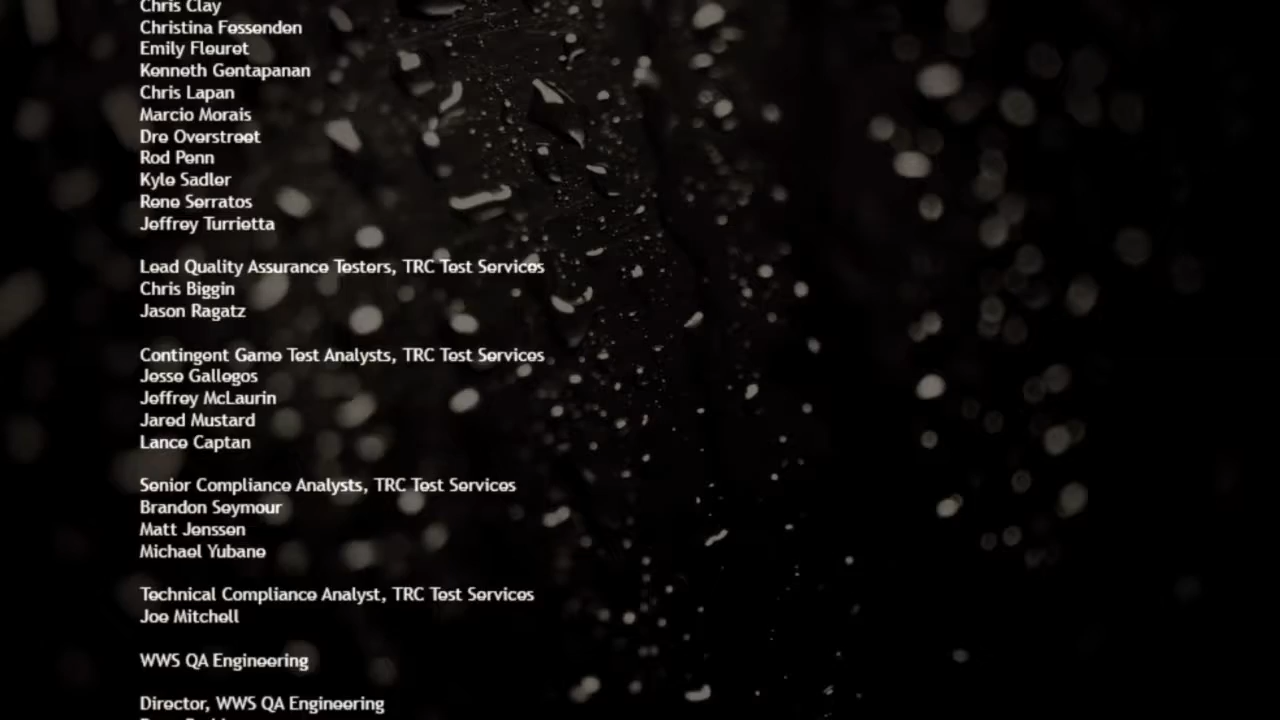 Chris Clay
Christina Fessenden
Emily Fleuret
Kenneth Gentapanan
Chris Lapan
Marcio Morais
Dre Overstreet
Rod Penn
Kyle Sadler
Rene Serratos
Jeffrey Turrietta
Lead Quality Assurance Testers, TRC Test Services
Chris Biggin
Jason Ragatz
Contingent Game Test Analysts, TRC Test Services
Jesse Gallegos
Jeffrey McLaurin
Jared Mustard
Lance Captan
Senior Compliance Analysts, TRC Test Services
Brandon Seymour
Matt Jenssen
Michael Yubane
Technical Compliance Analyst, TRC Test Services
Joe Mitchell
WWS QA Engineering
Director, WWS QA Engineering